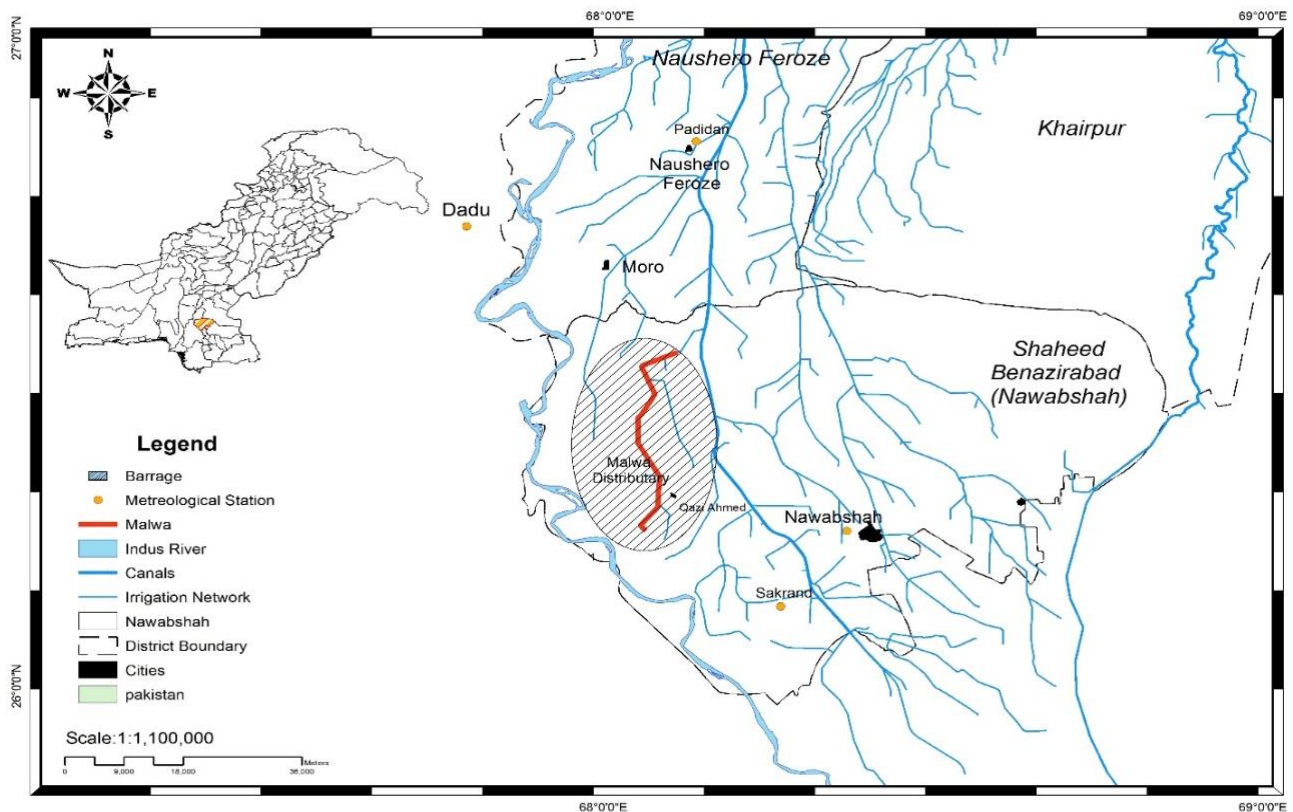 68°0'0"E
69°0'0"E
27°0'0"N
N
W
E
S
Naushero Feroze
Padidan
Naushero
Feroze
Khairpur
Dadu
Moro
Shaheed
Benazirabad
(Nawabshah)
Malwa
Distributary
Qazi Ahmed
Nawabshah
Sakrand
Legend
Barrage
Metreological Station
Malwa
Indus River
Canals
Irrigation Network
Nawabshah
District Boundary
Cities
pakistan
26°0'0"N
Scale:1:1,100,000
Meters
0
9,000
18,000
36,000
68°0'0"E
69°0'0"E